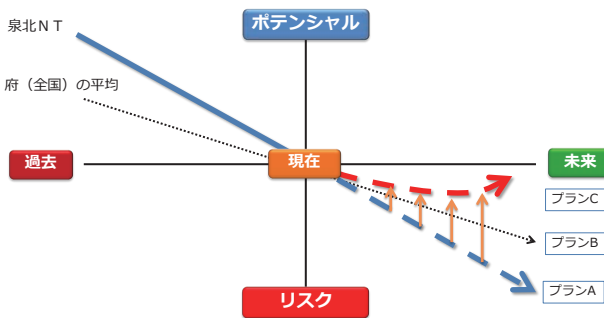 泉北ＮＴ
ポテンシャル
府（全国）の平均
過去
現在
未来
プランC
プランB
プランA
リスク